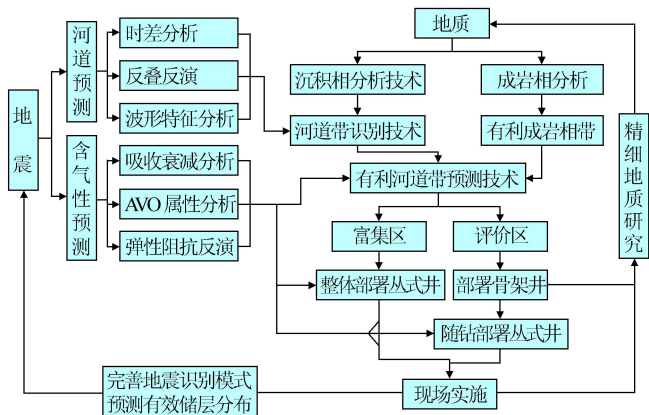 地震
河道预测
时差分析
反叠反演
波形特征分析
含气性预测
吸收衰减分析
AVO 属性分析
弹性阻抗反演
地质
沉积相分析技术
成岩相分析
河道带识别技术
有利成岩相带
有利河道带预测技术
富集区
评价区
整体部署丛式井
部署骨架井
随钻部署丛式井
现场实施
精细地质研究
完善地震识别模式
预测有效储层分布